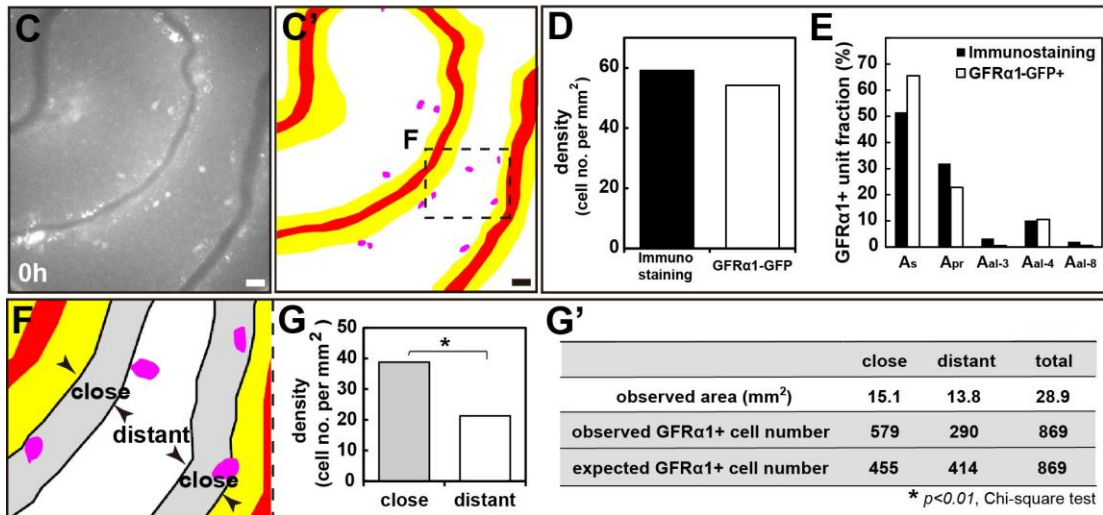 C
0h
C'
F
D
density
(cell no. per mm²)
60
40
20
0
Immuno
staining
GFRα1-GFP
E
GFRα1+ unit fraction (%)
70
60
50
40
30
20
10
0
Immunostaining
GFRα1-GFP+
As
Apr
Aal-3
Aal-4
Aal-8
F
close
distant
close
G
density
(cell no. per mm²)
50
40
30
20
10
0
*
close
distant
G'
close distant total
observed area (mm²) 15.1 13.8 28.9
observed GFRα1+ cell number 579 290 869
expected GFRα1+ cell number 455 414 869
* p<0.01, Chi-square test